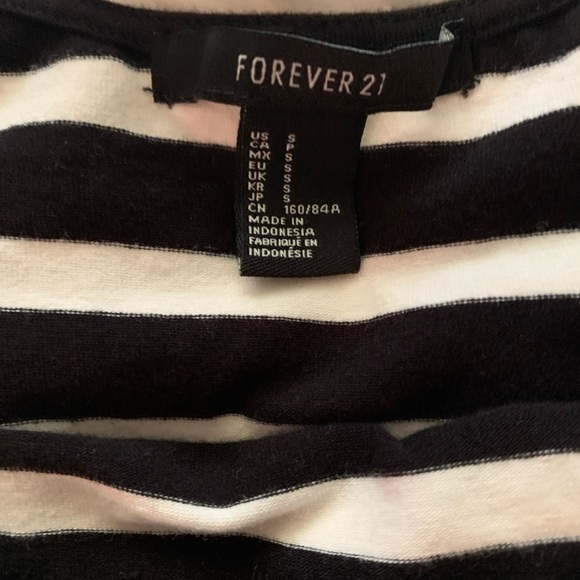 FOREVER 21
US S
CA P
MX S
EU S
UK S
KR S
JP S
CN 160/84A
MADE IN
INDONESIA
FABRIQUÉ EN
INDONÉSIE